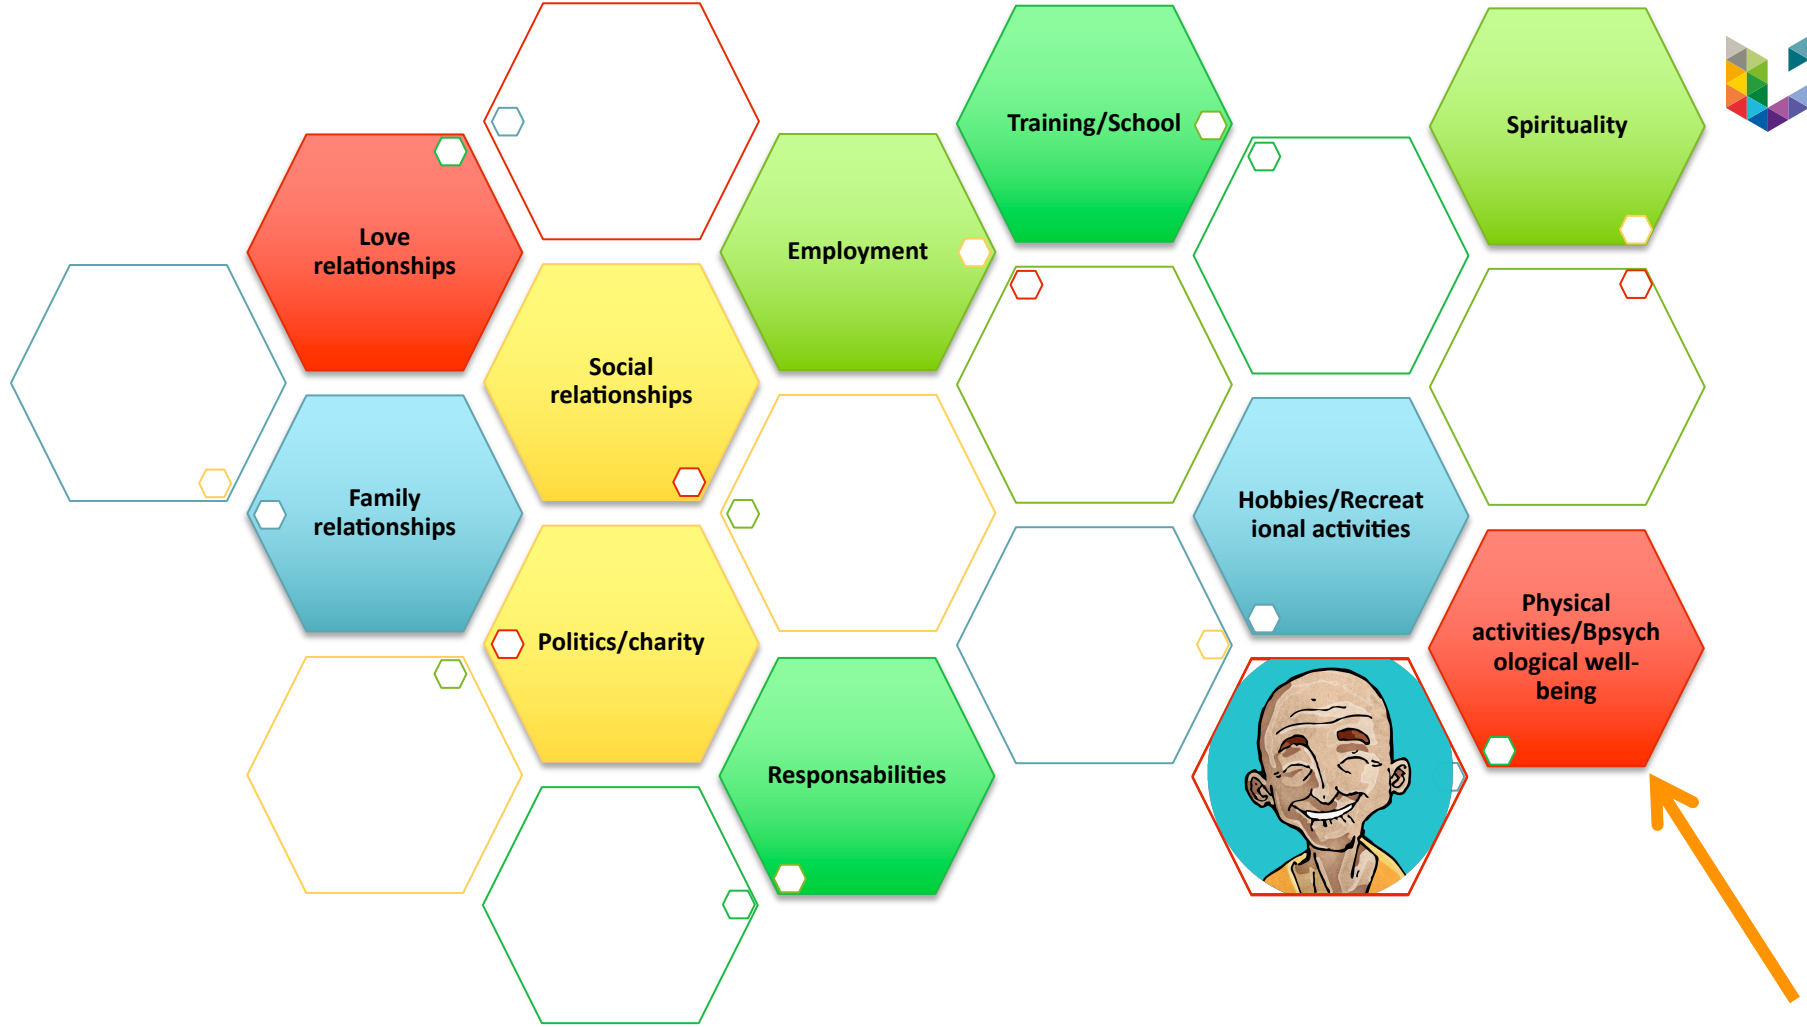 Training/School
Spirituality
Love
relationships
Employment
Social
relationships
Family
relationships
Hobbies/Recreat
ional activities
Physical
activities/Bpsych
ological well-
being
Politics/charity
Responsabilities